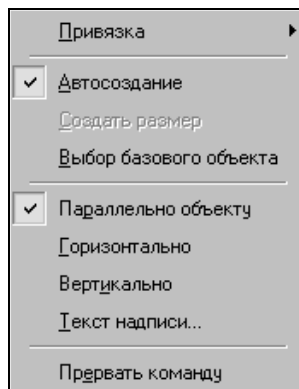 Привязка
Автосоздание
Создать размер
Выбор базового объекта
Параллельно объекту
Горизонтально
Вертикально
Текст надписи...
Прервать команду